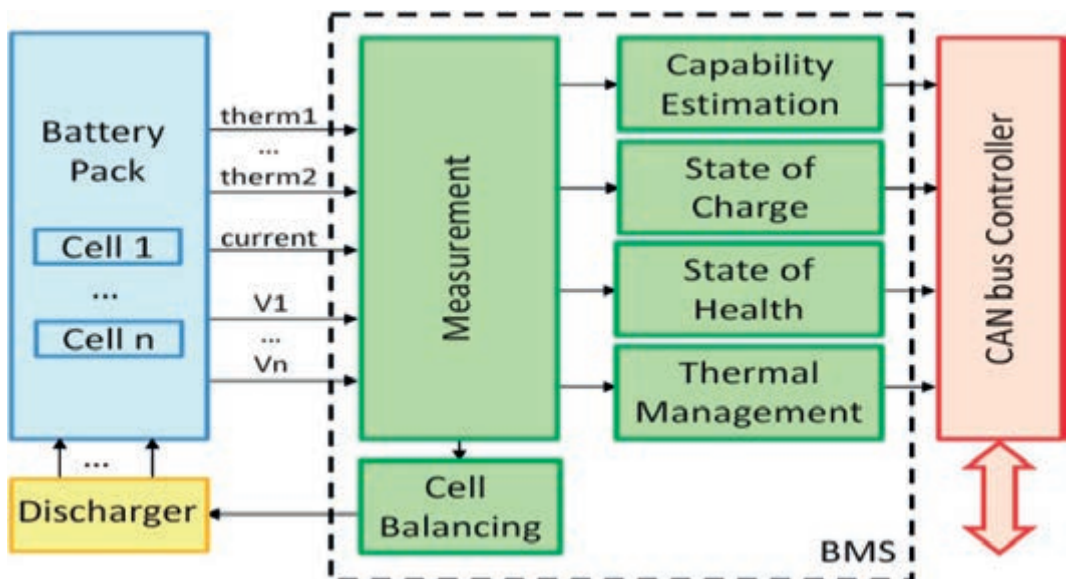 Battery
Pack
Cell 1
...
Cell n
therm1
...
therm2
current
V1
...
Vn
Measurement
Capability
Estimation
State of
Charge
State of
Health
Thermal
Management
CAN bus Controller
...
Discharger
Cell
Balancing
BMS